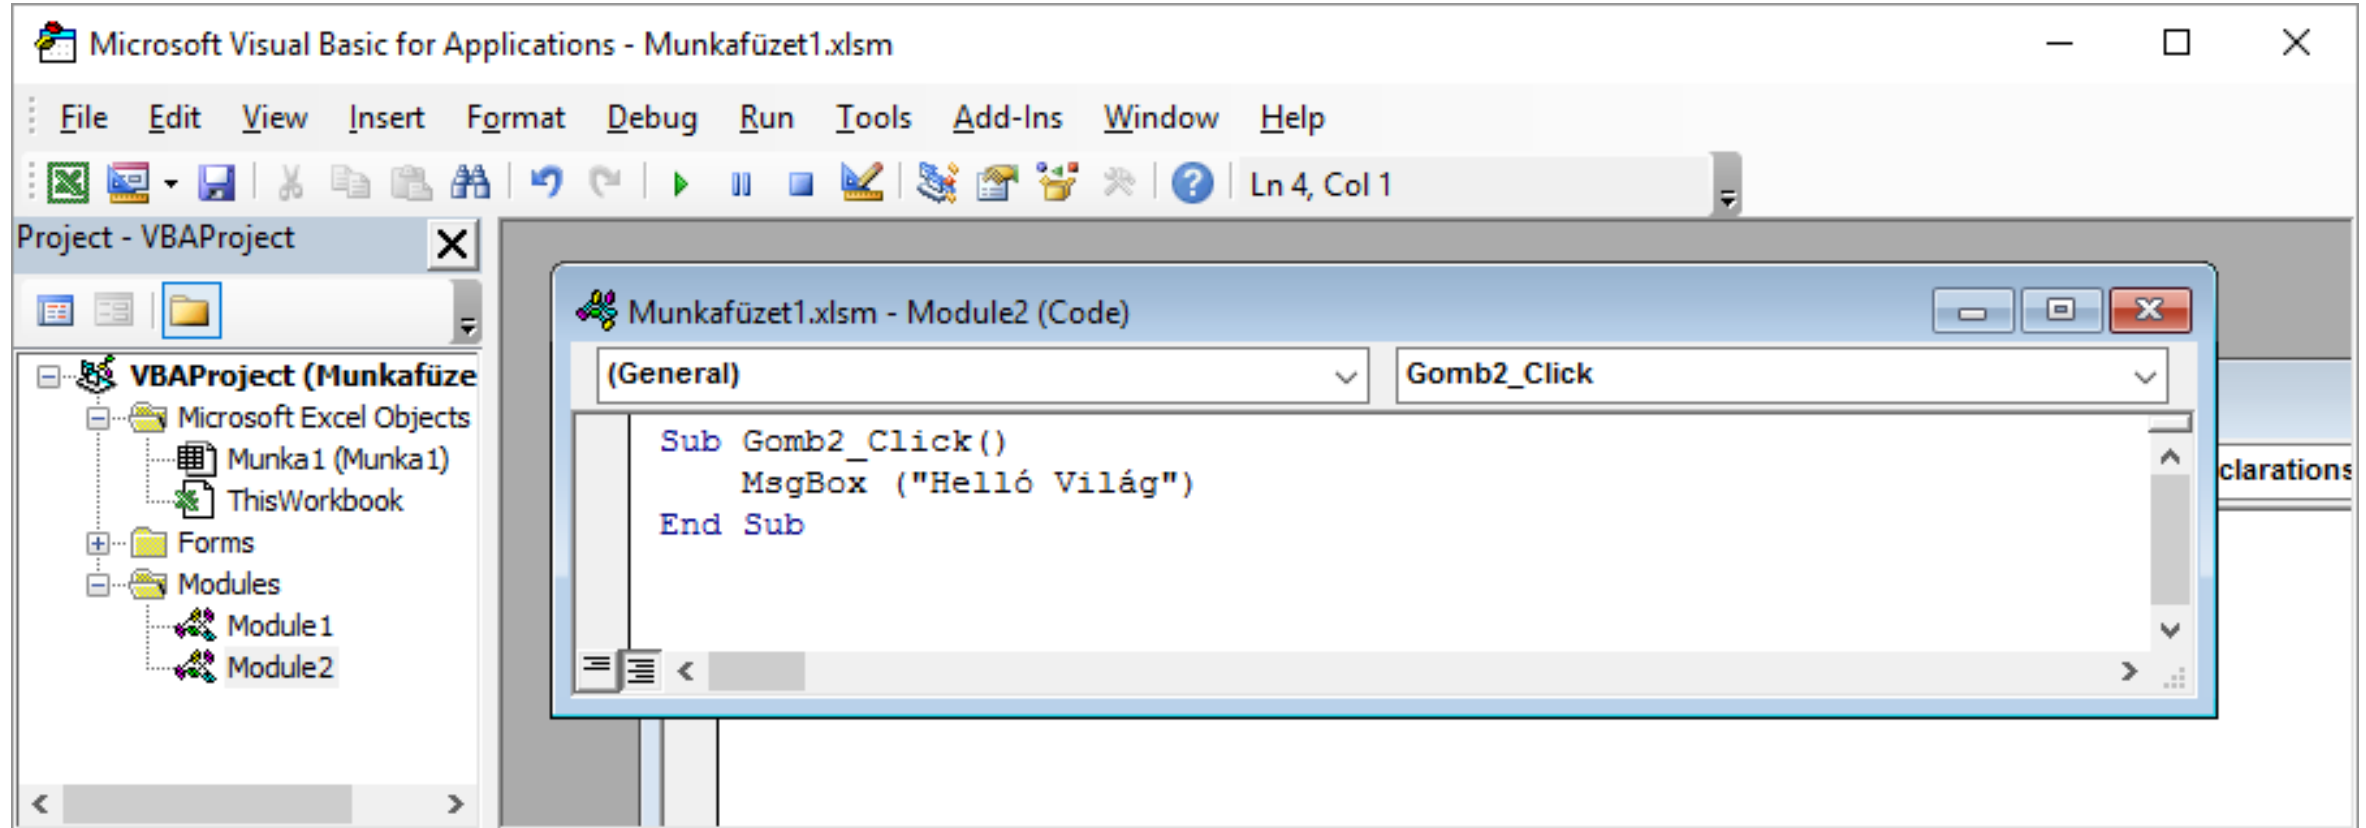 Microsoft Visual Basic for Applications - Munkafüzet1.xlsm
File Edit View Insert Format Debug Run Tools Add-Ins Window Help
Ln 4, Col 1
Project - VBAProject
VBAProject (Munkafüze
Microsoft Excel Objects
Munka1 (Munka1)
ThisWorkbook
Forms
Modules
Module1
Module2
Munkafüzet1.xlsm - Module2 (Code)
(General) Gomb2_Click
Sub Gomb2_Click()
MsgBox ("Helló Világ")
End Sub
clarations